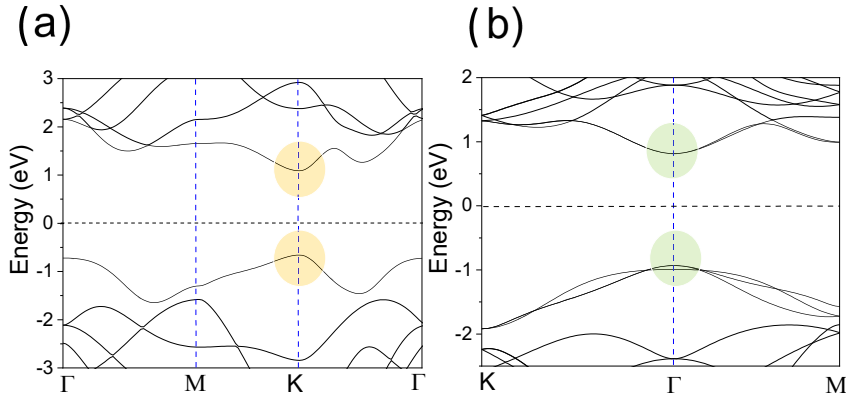 (a)
Energy (eV)
3
2
1
0
-1
-2
-3
Γ M K Γ
(b)
Energy (eV)
2
1
0
-1
-2
K Γ M